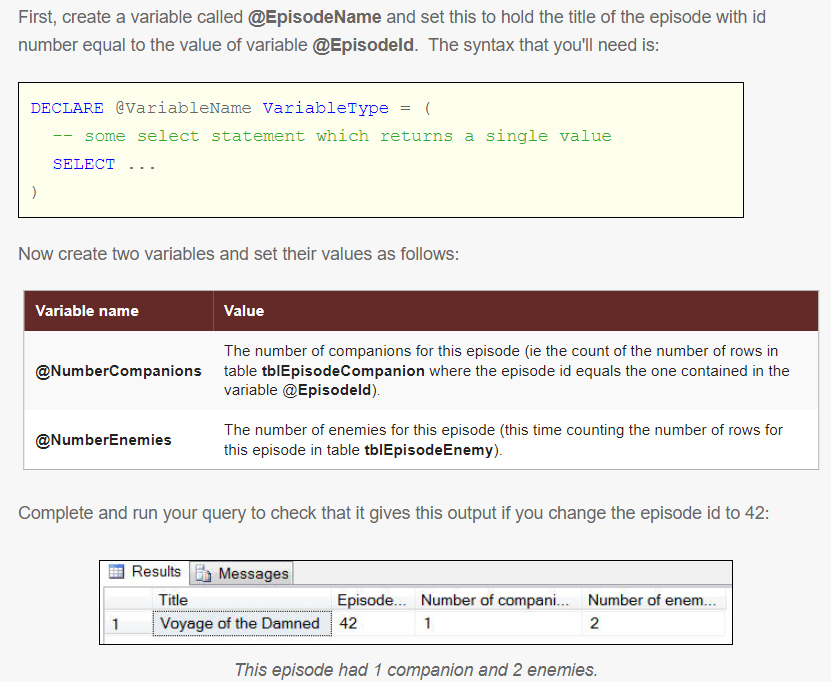 First, create a variable called @EpisodeName and set this to hold the title of the episode with id
number equal to the value of variable @EpisodeId.  The syntax that you'll need is:
DECLARE @VariableName VariableType = (
-- some select statement which returns a single value
SELECT ...
)
Now create two variables and set their values as follows:
Variable name Value
@NumberCompanions
The number of companions for this episode (ie the count of the number of rows in
table tblEpisodeCompanion where the episode id equals the one contained in the
variable @EpisodeId).
@NumberEnemies
The number of enemies for this episode (this time counting the number of rows for
this episode in table tblEpisodeEnemy).
Complete and run your query to check that it gives this output if you change the episode id to 42:
Results Messages
Title Episode... Number of compani... Number of enem...
1 Voyage of the Damned 42 1 2
This episode had 1 companion and 2 enemies.